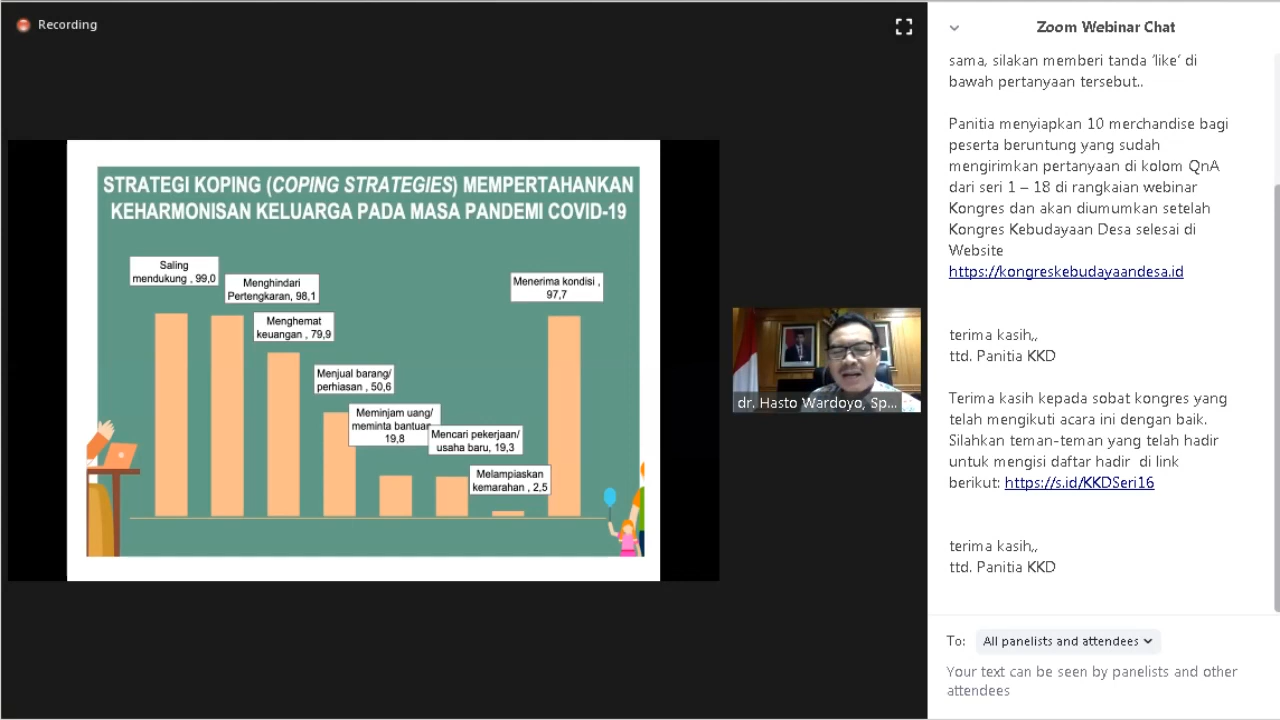 Recording
STRATEGI KOPING (COPING STRATEGIES) MEMPERTAHANKAN
KEHARMONISAN KELUARGA PADA MASA PANDEMI COVID-19
Saling
mendukung , 99,0
Menghindari
Pertengkaran, 98,1
Menghemat
keuangan , 79,9
Menjual barang/
perhiasan , 50,6
Meminjam uang/
meminta bantuan
19,8
Mencari pekerjaan/
usaha baru, 19,3
Melampiaskan
kemarahan , 2,5
Menerima kondisi ,
97,7
dr. Hasto Wardoyo, Sp...
Zoom Webinar Chat
sama, silakan memberi tanda ‘like’ di
bawah pertanyaan tersebut..
Panitia menyiapkan 10 merchandise bagi
peserta beruntung yang sudah
mengirimkan pertanyaan di kolom QnA
dari seri 1 – 18 di rangkaian webinar
Kongres dan akan diumumkan setelah
Kongres Kebudayaan Desa selesai di
Website
https://kongreskebudayaandesa.id
terima kasih,,
ttd. Panitia KKD
Terima kasih kepada sobat kongres yang
telah mengikuti acara ini dengan baik.
Silahkan teman-teman yang telah hadir
untuk mengisi daftar hadir  di link
berikut: https://s.id/KKDSeri16
terima kasih,,
ttd. Panitia KKD
To: All panelists and attendees
Your text can be seen by panelists and other
attendees